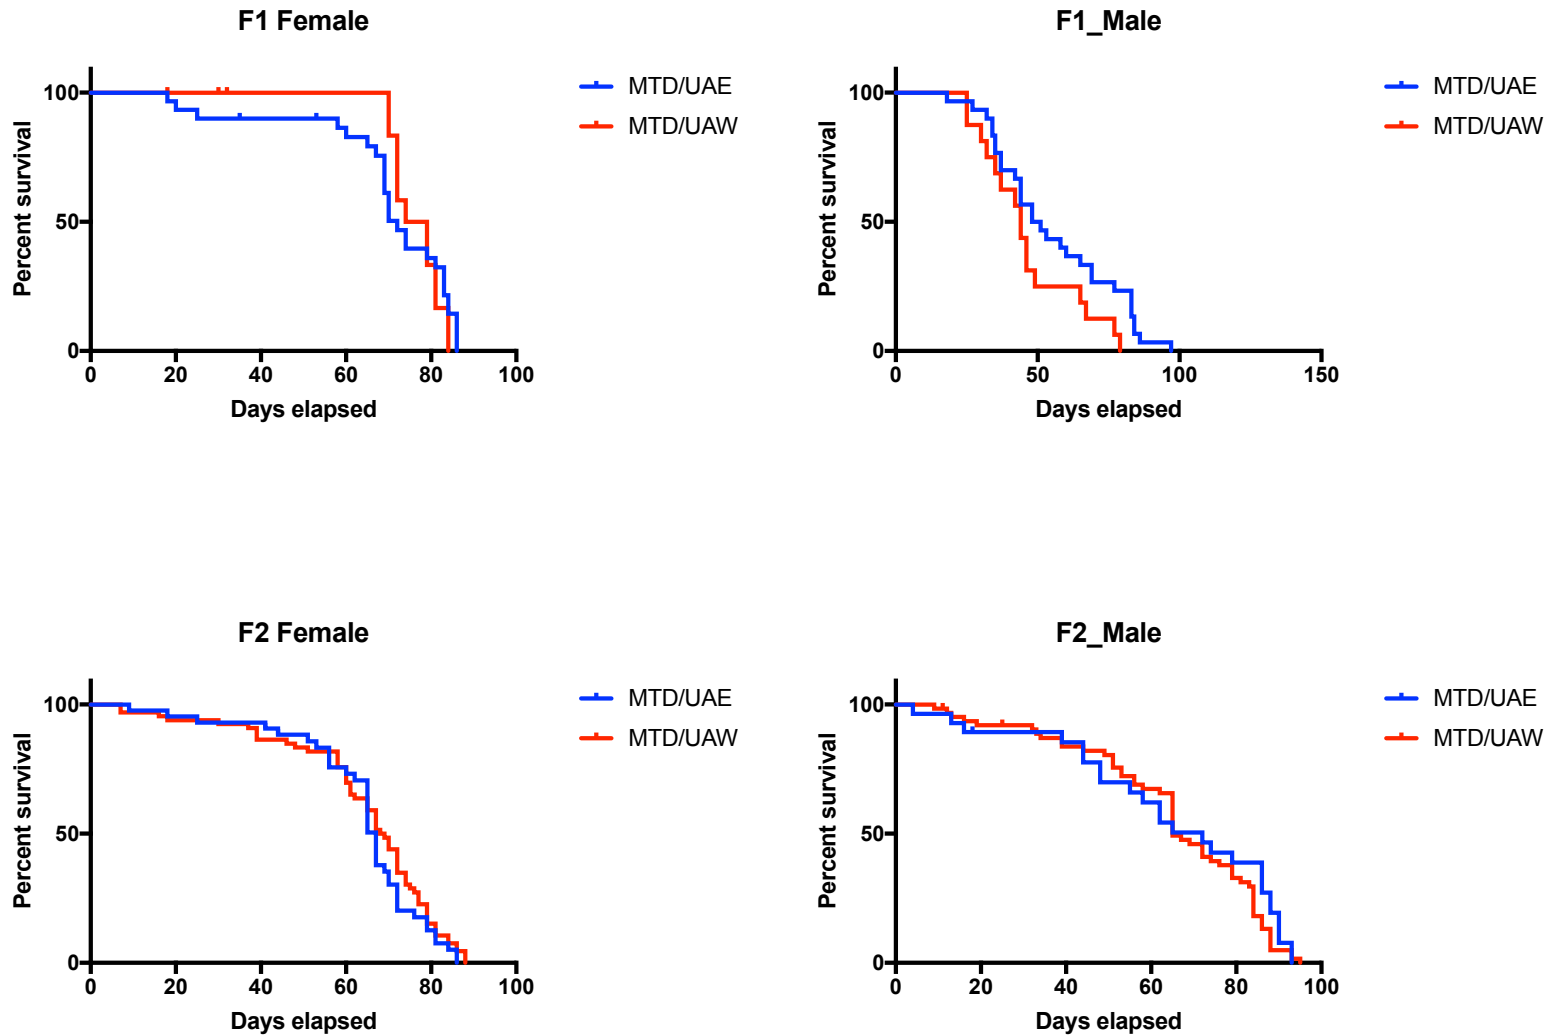 F1 Female
MTD/UAE
MTD/UAW
Percent survival
100
50
0
0 20 40 60 80 100
Days elapsed
F1_Male
MTD/UAE
MTD/UAW
Percent survival
100
50
0
0 50 100 150
Days elapsed
F2 Female
MTD/UAE
MTD/UAW
Percent survival
100
50
0
0 20 40 60 80 100
Days elapsed
F2_Male
MTD/UAE
MTD/UAW
Percent survival
100
50
0
0 20 40 60 80 100
Days elapsed